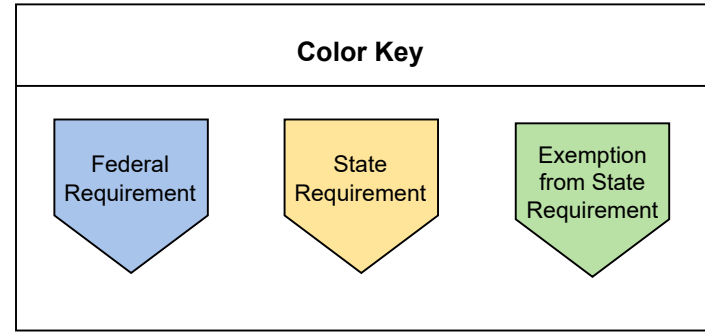 Color Key
Federal
Requirement
State
Requirement
Exemption
from State
Requirement